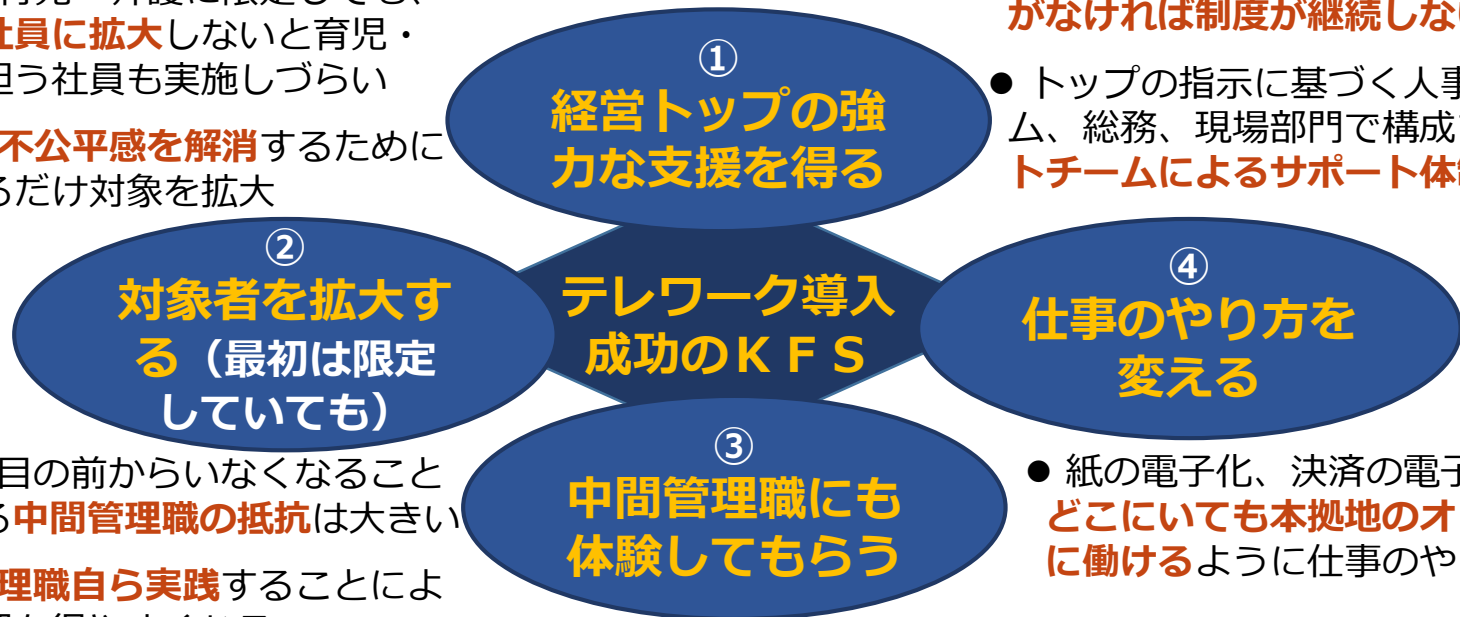 育児・介護に限定しても、
社員に拡大しないと育児・
担う社員も実施しづらい
不公平感を解消するために
るだけ対象を拡大
①
経営トップの強
力な支援を得る
がなければ制度が継続しない
● トップの指示に基づく人事
ム、総務、現場部門で構成
トチームによるサポート体制
②
対象者を拡大す
る（最初は限定
していても）
テレワーク導入
成功のＫＦＳ
④
仕事のやり方を
変える
目の前からいなくなること
る中間管理職の抵抗は大きい
理職自ら実践することによ
③
中間管理職にも
体験してもらう
● 紙の電子化、決済の電子
どこにいても本拠地のオ
に働けるように仕事のや